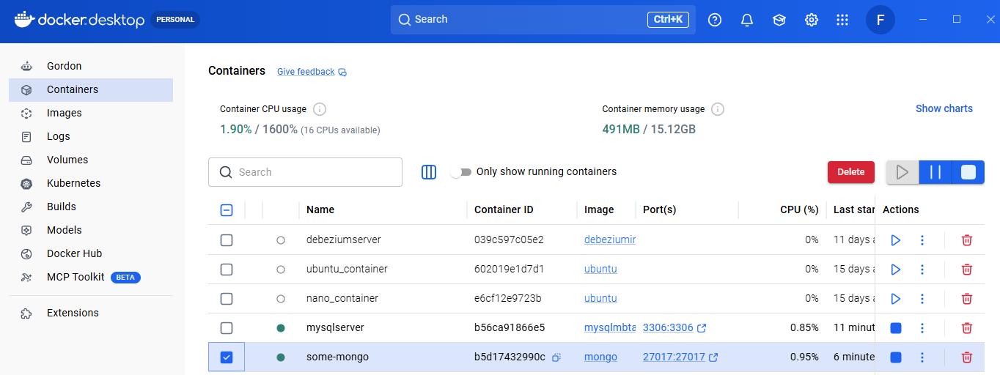 docker.desktop PERSONAL Search Ctrl+K F
Gordon
Containers
Images
Logs
Volumes
Kubernetes
Builds
Models
Docker Hub
MCP Toolkit BETA
Extensions
Containers Give feedback
Container CPU usage
1.90% / 1600% (16 CPUs available)
Container memory usage
491MB / 15.12GB
Show charts
Search Only show running containers Delete
Name Container ID Image Port(s) CPU (%) Last star Actions
debeziumserver 039c597c05e2 debeziumir 0% 11 days a
ubuntu_container 602019e1d7d1 ubuntu 0% 15 days a
nano_container e6cf12e9723b ubuntu 0% 15 days a
mysqlserver b56ca91866e5 mysqlmbta 3306:3306 0.85% 11 minut
some-mongo b5d17432990c mongo 27017:27017 0.95% 6 minute